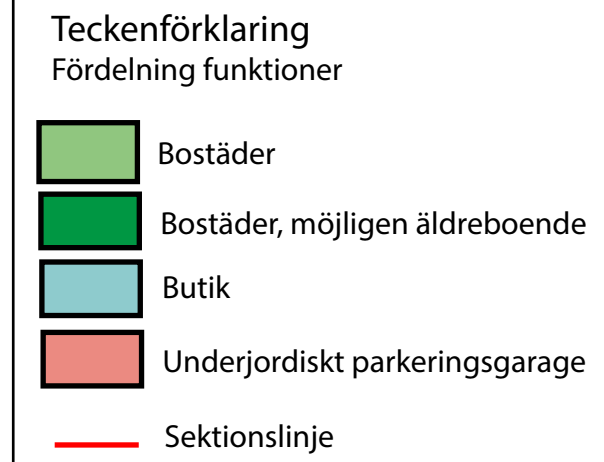 Teckenförklaring
Fördelning funktioner
Bostäder
Bostäder, möjligen äldreboende
Butik
Underjordiskt parkeringsgarage
Sektionslinje